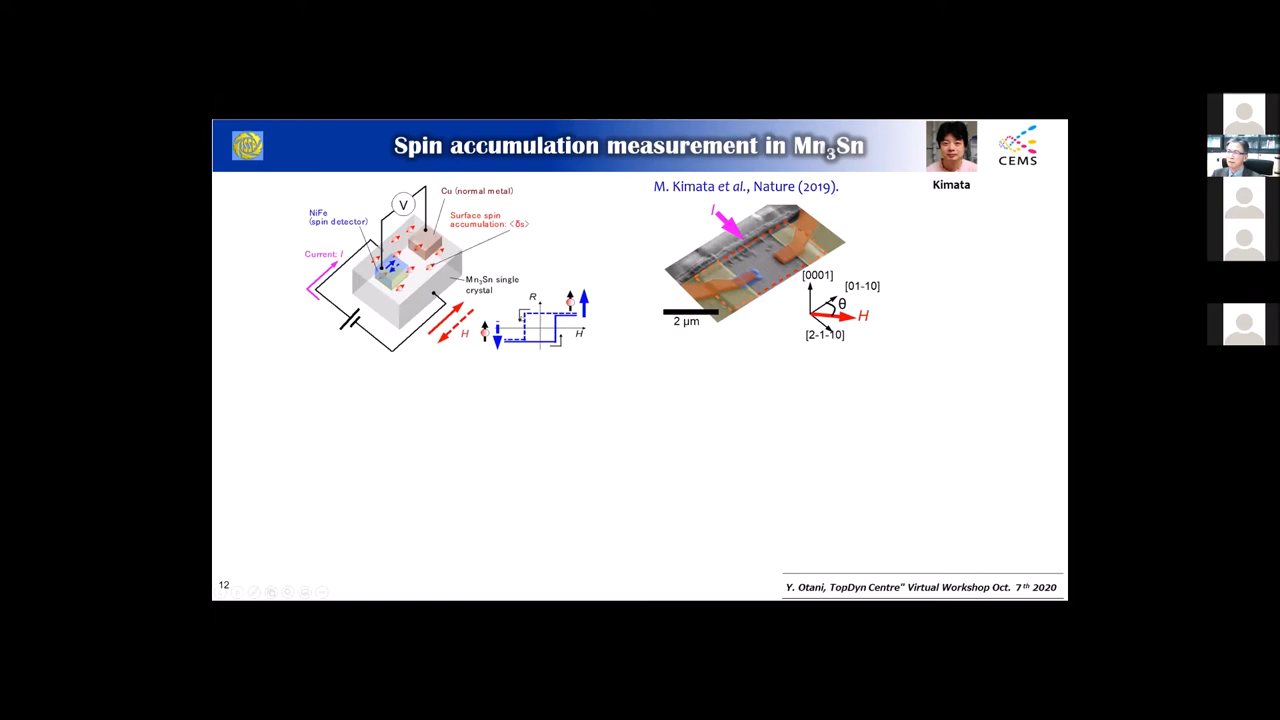 Spin accumulation measurement in Mn3Sn
CEMS
Kimata
M. Kimata et al., Nature (2019).
Cu (normal metal)
V
NiFe
(spin detector)
Surface spin
accumulation: <δs>
Current: I
Mn3Sn single
crystal
H
R
H
I
2 μm
[0001]
[01-10]
θ
H
[2-1-10]
12
Y. Otani, TopDyn Centre" Virtual Workshop Oct. 7th 2020